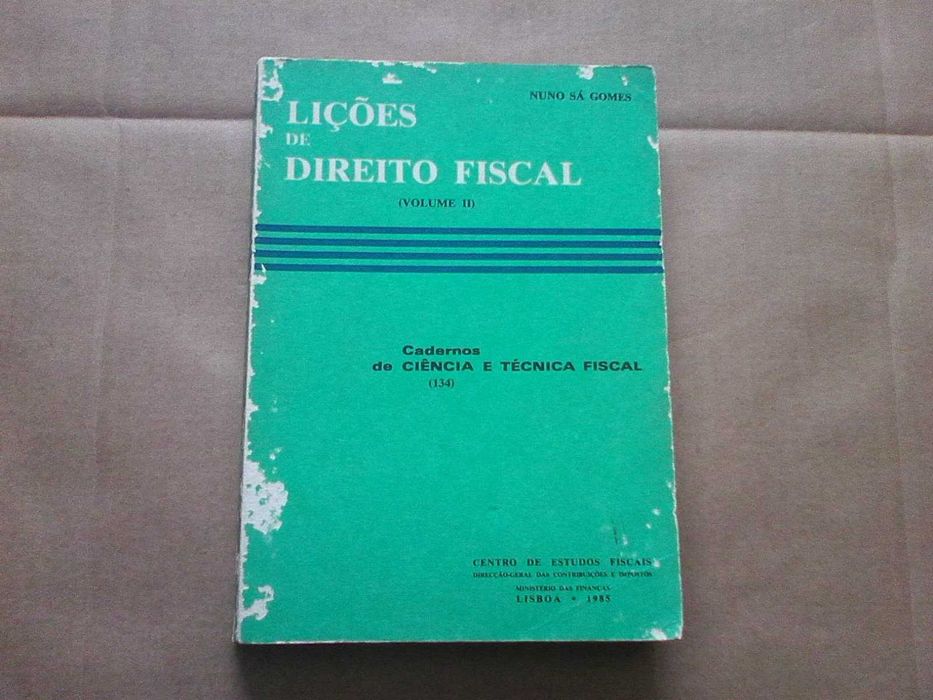 NUNO SÁ GOMES
LIÇÕES
DE
DIREITO FISCAL
(VOLUME II)
Cadernos
de CIÊNCIA E TÉCNICA FISCAL
(134)
CENTRO DE ESTUDOS FISCAIS
DIRECÇÃO-GERAL DAS CONTRIBUIÇÕES E IMPOSTOS
MINISTÉRIO DAS FINANÇAS
LISBOA * 1985